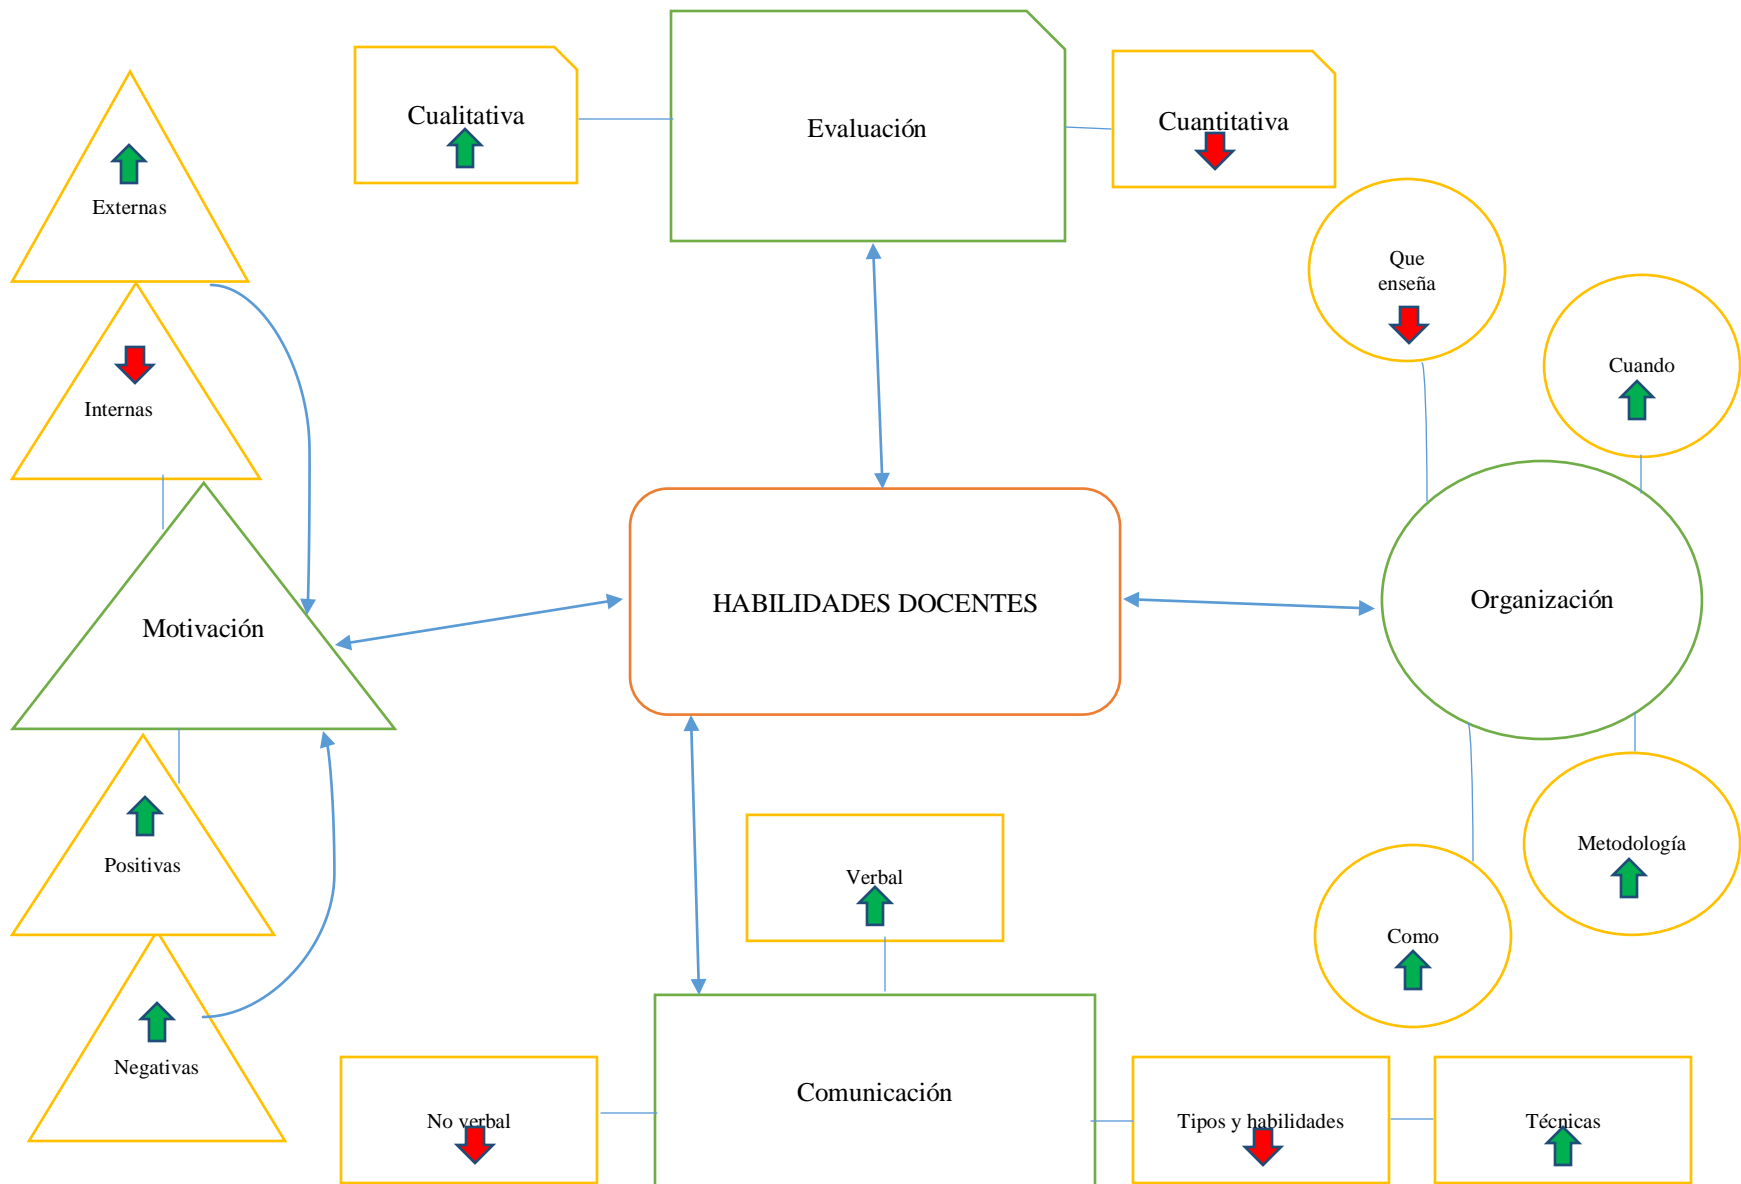 Cualitativa
Evaluación
Cuantitativa
Externas
Internas
Que
enseña
Cuando
Motivación
HABILIDADES DOCENTES
Organización
Positivas
Negativas
Verbal
Metodología
Como
No verbal
Comunicación
Tipos y habilidades
Técnicas